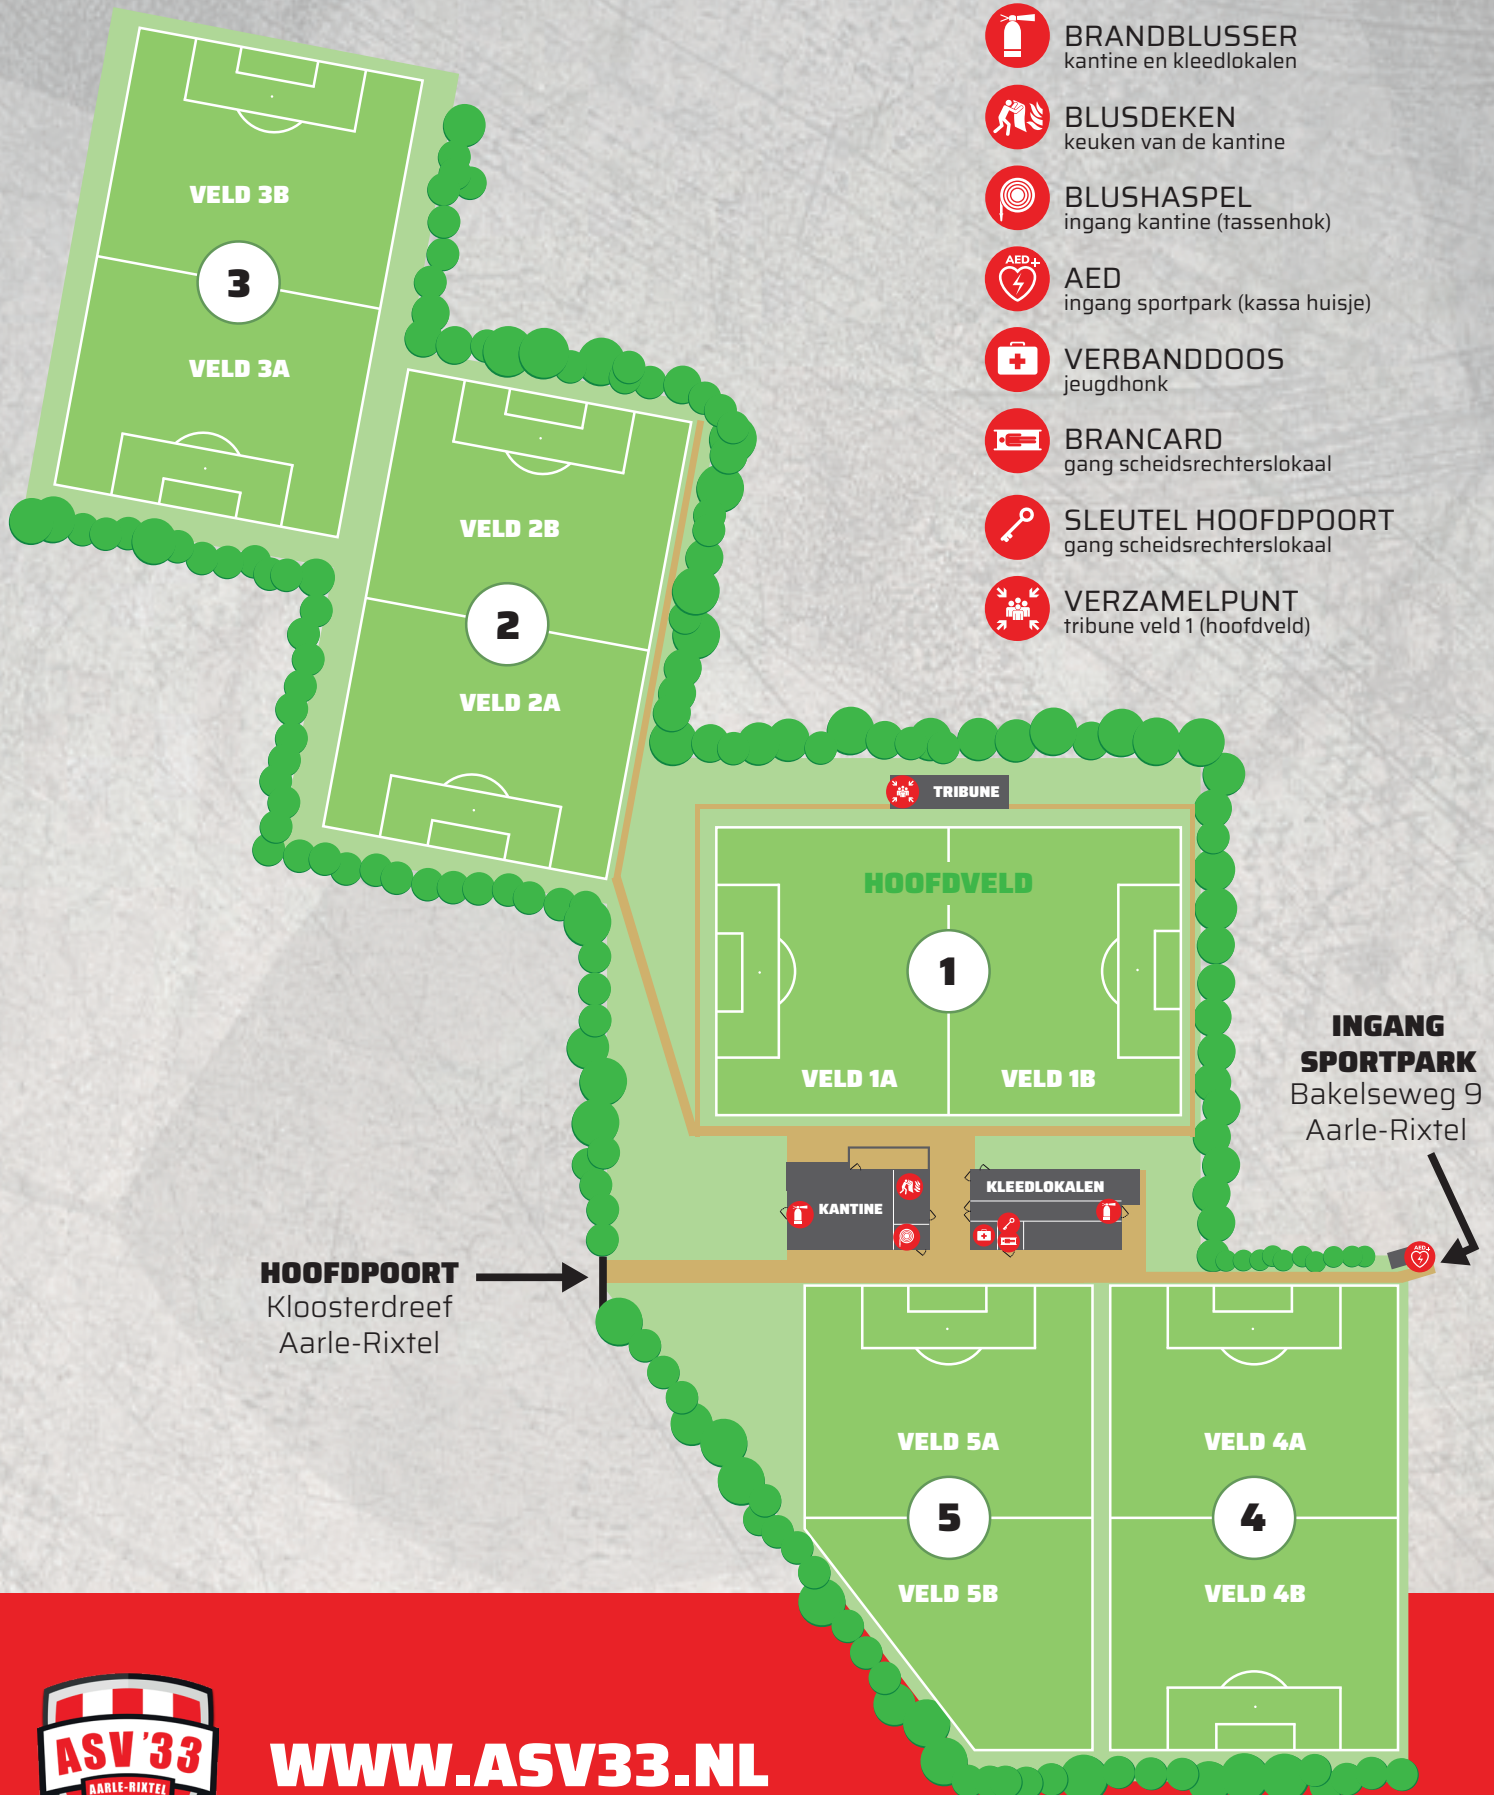 BRANDBLUSSER
kantine en kleedlokalen
BLUSDEKEN
keuken van de kantine
BLUSHASPEL
ingang kantine (tassenhok)
AED+
AED
ingang sportpark (kassa huisje)
VERBANDDOOS
jeugdhonk
BRANCARD
gang scheidsrechterslokaal
SLEUTEL HOOFDPOORT
gang scheidsrechterslokaal
VERZAMELPUNT
tribune veld 1 (hoofdveld)
VELD 3B
3
VELD 3A
VELD 2B
2
VELD 2A
TRIBUNE
HOOFDVELD
1
VELD 1A
VELD 1B
INGANG
SPORTPARK
Bakelseweg 9
Aarle-Rixtel
KANTINE
KLEEDLOKALEN
AED+
HOOFDPOORT
Kloosterdreef
Aarle-Rixtel
VELD 5A
5
VELD 5B
VELD 4A
4
VELD 4B
ASV '33
AARLE-RIXTEL
WWW.ASV33.NL